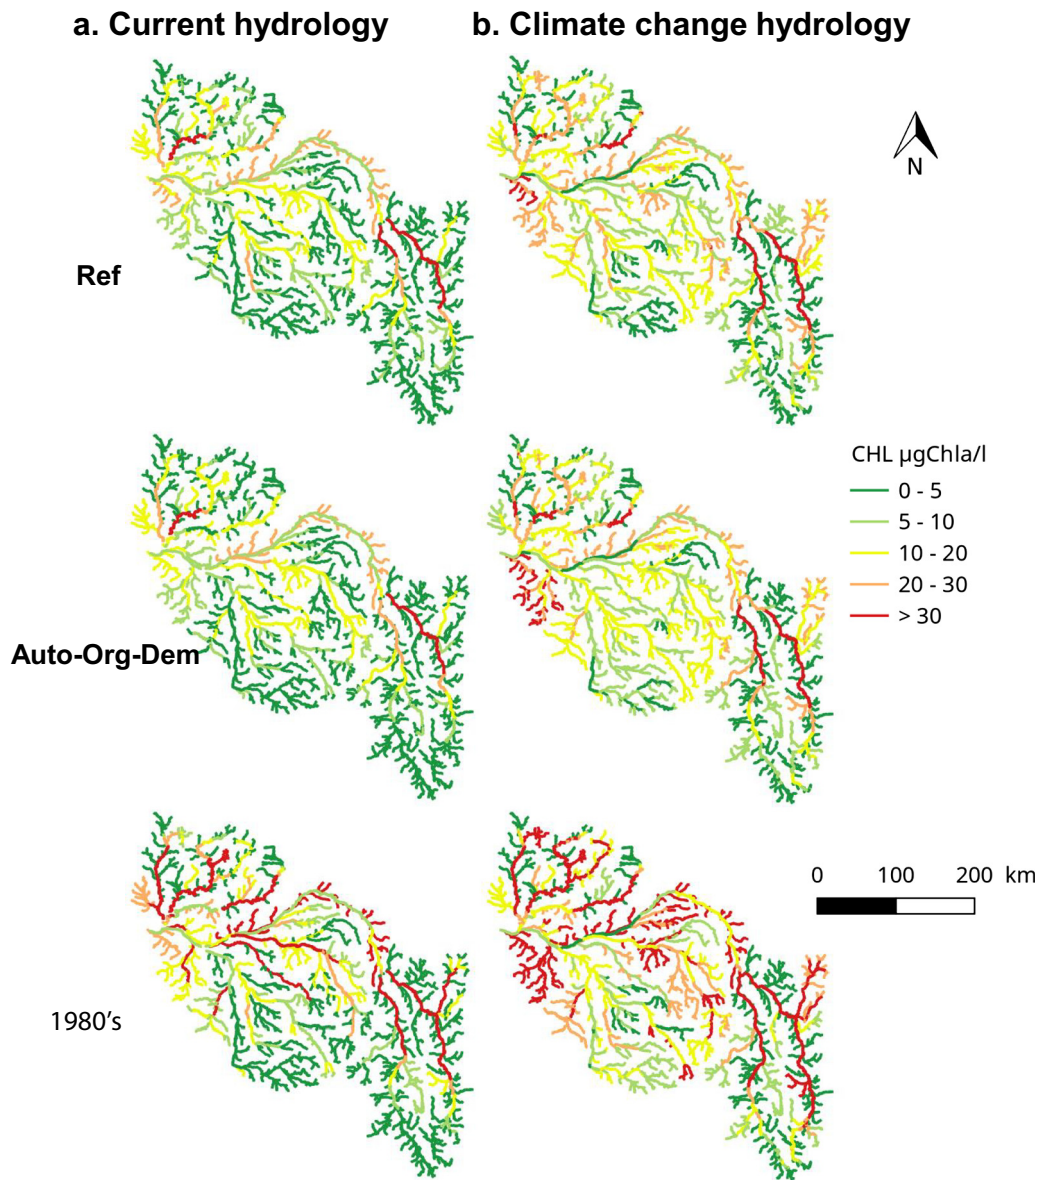 a. Current hydrology
b. Climate change hydrology
N
Ref
CHL µgChla/l
0 - 5
5 - 10
10 - 20
20 - 30
> 30
Auto-Org-Dem
0 100 200 km
1980’s